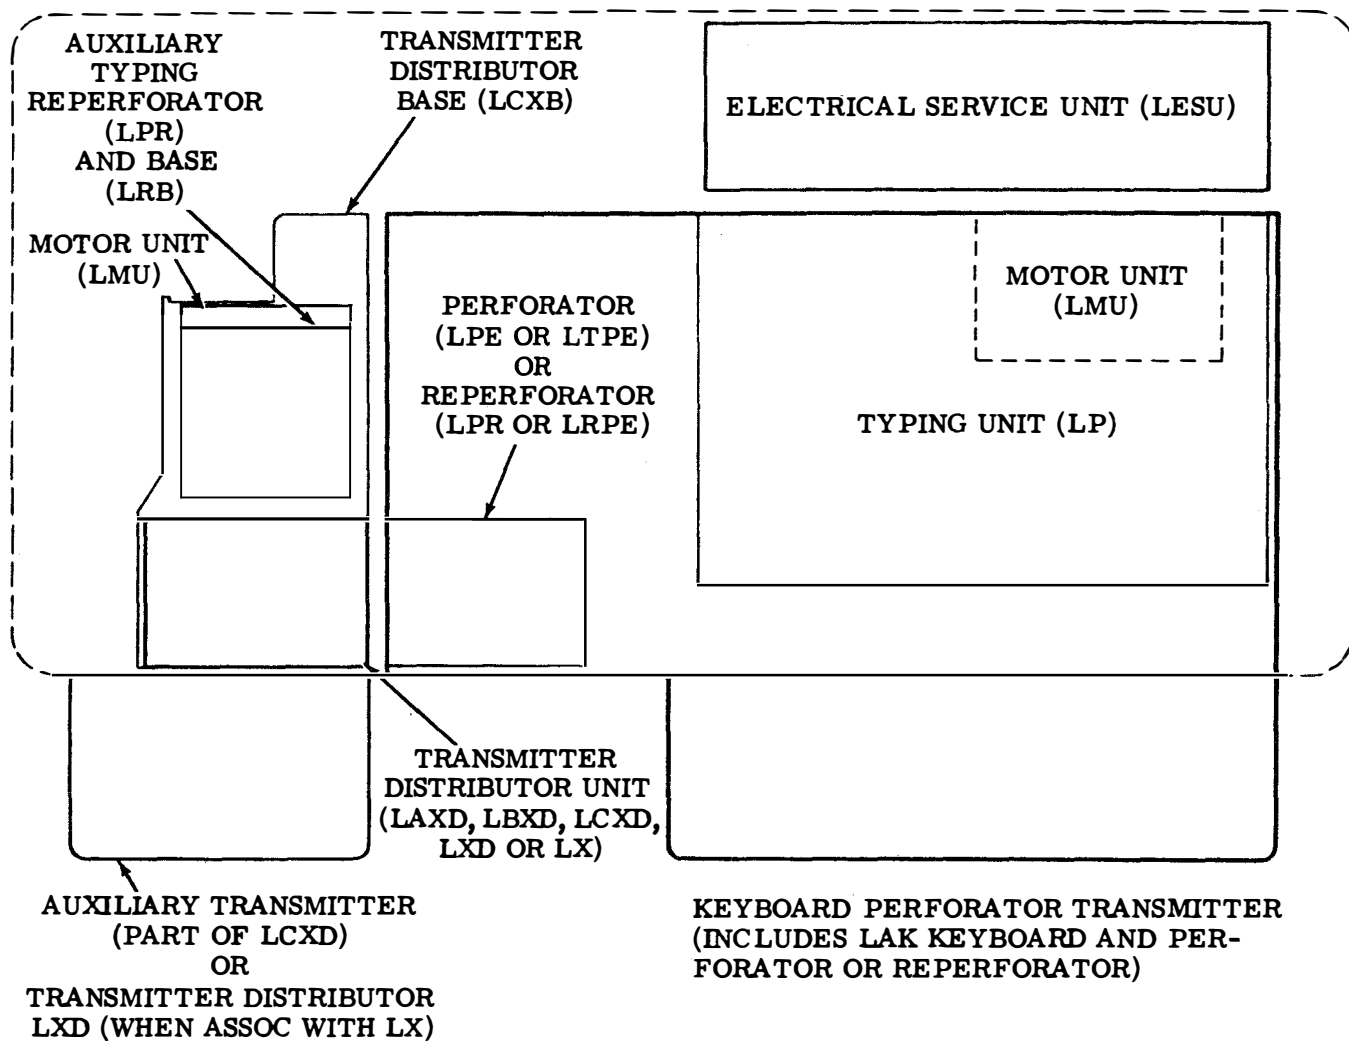 AUXILIARY
TYPING
REPERFORATOR
(LPR)
AND BASE
(LRB)
TRANSMITTER
DISTRIBUTOR
BASE (LCXB)
ELECTRICAL SERVICE UNIT (LESU)
MOTOR UNIT
(LMU)
PERFORATOR
(LPE OR LTPE)
OR
REPERFORATOR
(LPR OR LRPE)
MOTOR UNIT
(LMU)
TYPING UNIT (LP)
TRANSMITTER
DISTRIBUTOR UNIT
(LAXD, LBXD, LCXD,
LXD OR LX)
AUXILIARY TRANSMITTER
(PART OF LCXD)
OR
TRANSMITTER DISTRIBUTOR
LXD (WHEN ASSOC WITH LX)
KEYBOARD PERFORATOR TRANSMITTER
(INCLUDES LAK KEYBOARD AND PER-
FORATOR OR REPERFORATOR)